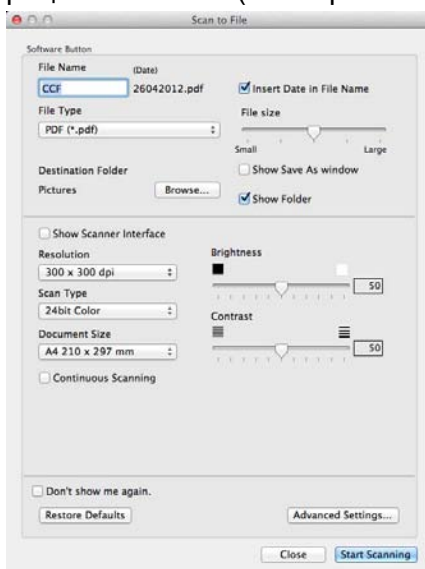 Scan to File
Software Button
File Name (Date)
CCF 26042012.pdf
Insert Date in File Name
File Type
PDF (*.pdf)
File size
Small Large
Destination Folder
Show Save As window
Pictures Browse...
Show Folder
Show Scanner Interface
Resolution
300 x 300 dpi
Brightness
50
Scan Type
24bit Color
Contrast
50
Document Size
A4 210 x 297 mm
Continuous Scanning
Don't show me again.
Restore Defaults Advanced Settings...
Close Start Scanning